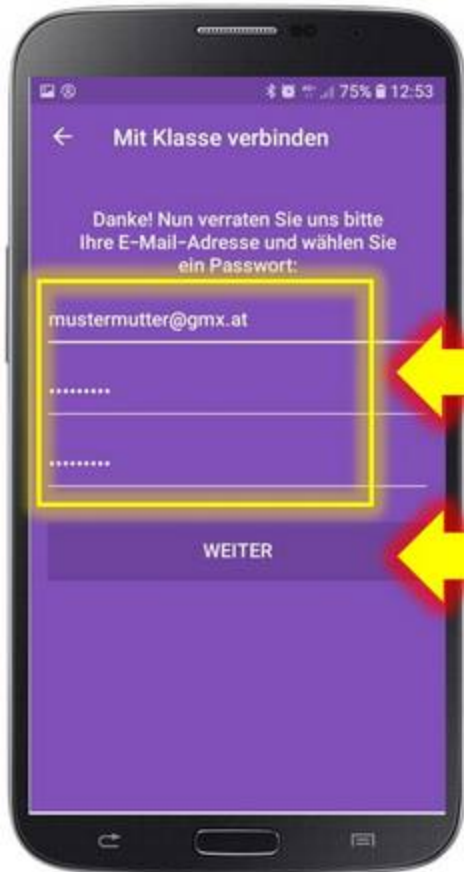 75% 12:53
← Mit Klasse verbinden
Danke! Nun verraten Sie uns bitte
Ihre E-Mail-Adresse und wählen Sie
ein Passwort:
mustermutter@gmx.at
•••••••••
•••••••••
WEITER